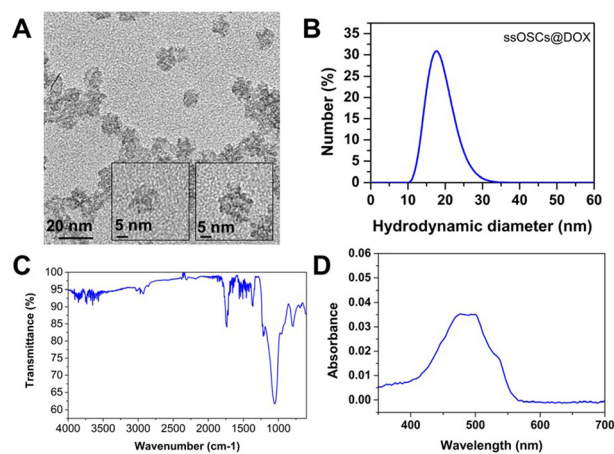 A
20 nm
5 nm
5 nm
B
ssOSCs@DOX
Number (%)
35
30
25
20
15
10
5
0
0 10 20 30 40 50 60
Hydrodynamic diameter (nm)
C
Transmittance (%)
100
95
90
85
80
75
70
65
60
4000 3500 3000 2500 2000 1500 1000
Wavenumber (cm-1)
D
Absorbance
0.06
0.05
0.04
0.03
0.02
0.01
0.00
400 500 600 700
Wavelength (nm)